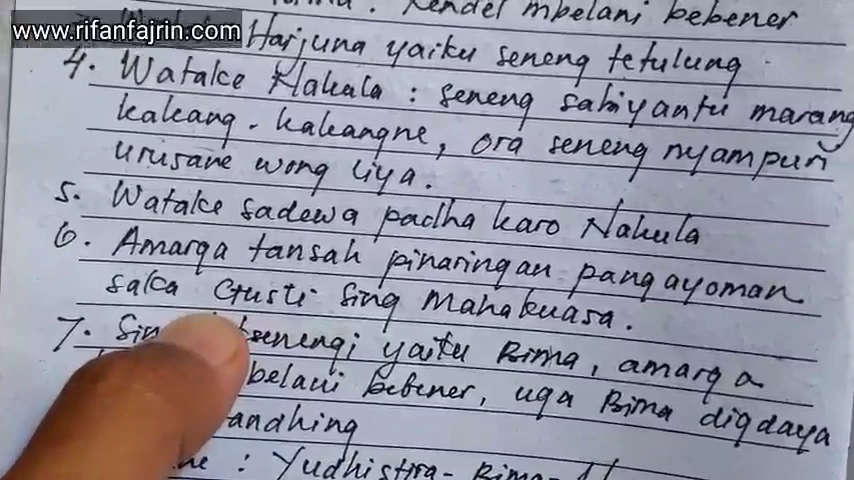 Kendel mbelani bebener
www.rifanfajrin.com
Harjuna yaiku seneng tetulung
4. Watake Nakula : seneng sabiyantu marang
kakang - kakangne, ora seneng nyampuri
urusane wong liya.
5. Watake sadewa padha karo Nakula
6. Amarga tansah pinaringan pangayoman
saka Gusti sing Mahakuasa.
7. yaiku Bima, amarga
belani bebener, uga Bima digdaya
andhing
: Yudhistira - Bima -